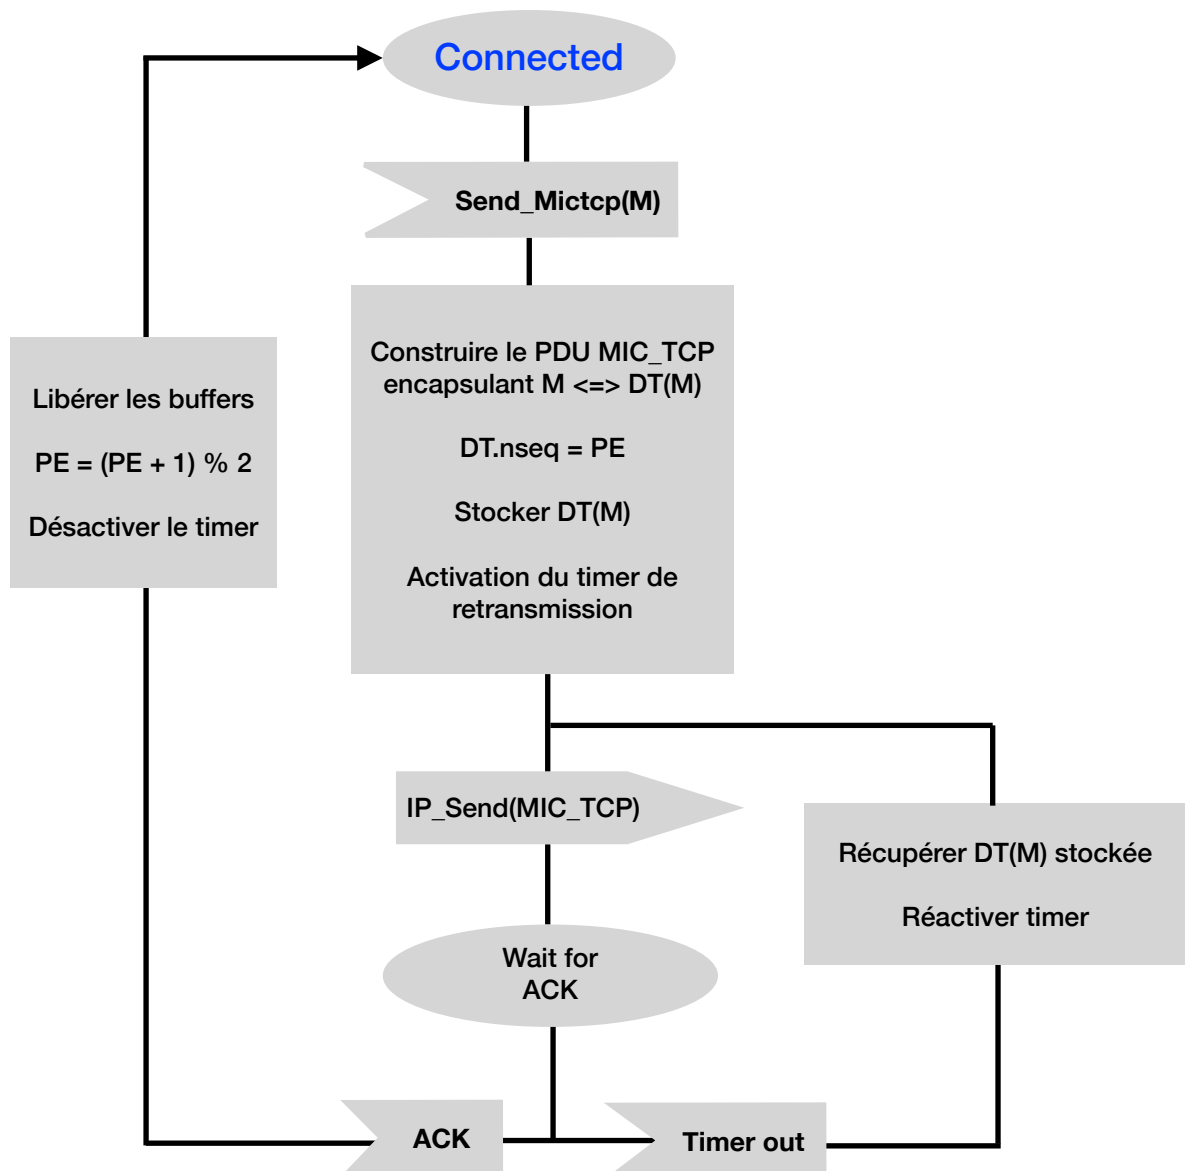 Connected
Send_Mictcp(M)
Construire le PDU MIC_TCP
encapsulant M <=> DT(M)
DT.nseq = PE
Stocker DT(M)
Activation du timer de
retransmission
Libérer les buffers
PE = (PE + 1) % 2
Désactiver le timer
IP_Send(MIC_TCP)
Récupérer DT(M) stockée
Réactiver timer
Wait for
ACK
ACK
Timer out